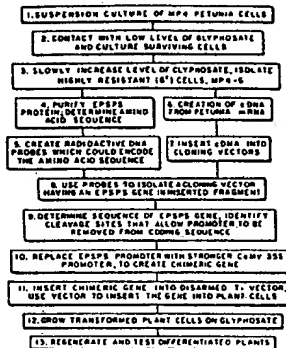 1. SUSPENSION CULTURE OF MP4 PETUNIA CELLS
2. CONTACT WITH LOW LEVEL OF GLYPHOSATE
AND CULTURE SURVIVING CELLS
3. SLOWLY INCREASE LEVEL OF GLYPHOSATE, ISOLATE
HIGHLY RESISTANT CELLS, MP4-G
4. PURIFY EPSPS
PROTEIN; DETERMINE AMINO
ACID SEQUENCE
6. CREATION OF cDNA
FROM PETUNIA mRNA
5. CREATE RADIOACTIVE DNA
PROBES WHICH COULD ENCODE
THE AMINO ACID SEQUENCE
7. INSERT cDNA INTO
CLONING VECTORS
8. USE PROBES TO ISOLATE A CLONING VECTOR
HAVING AN EPSPS GENE IN INSERTED FRAGMENT
9. DETERMINE SEQUENCE OF EPSPS GENE, IDENTIFY
CLEAVAGE SITES THAT ALLOW PROMOTER TO
BE REMOVED FROM CODING SEQUENCE
10. REPLACE EPSPS PROMOTER WITH STRONGER CaMV 35S
PROMOTER, TO CREATE CHIMERIC GENE
11. INSERT CHIMERIC GENE INTO DISARMED Ti VECTOR,
USE VECTOR TO INSERT THE GENE INTO PLANT CELLS
12. GROW TRANSFORMED PLANT CELLS ON GLYPHOSATE
13. REGENERATE AND TEST DIFFERENTIATED PLANTS